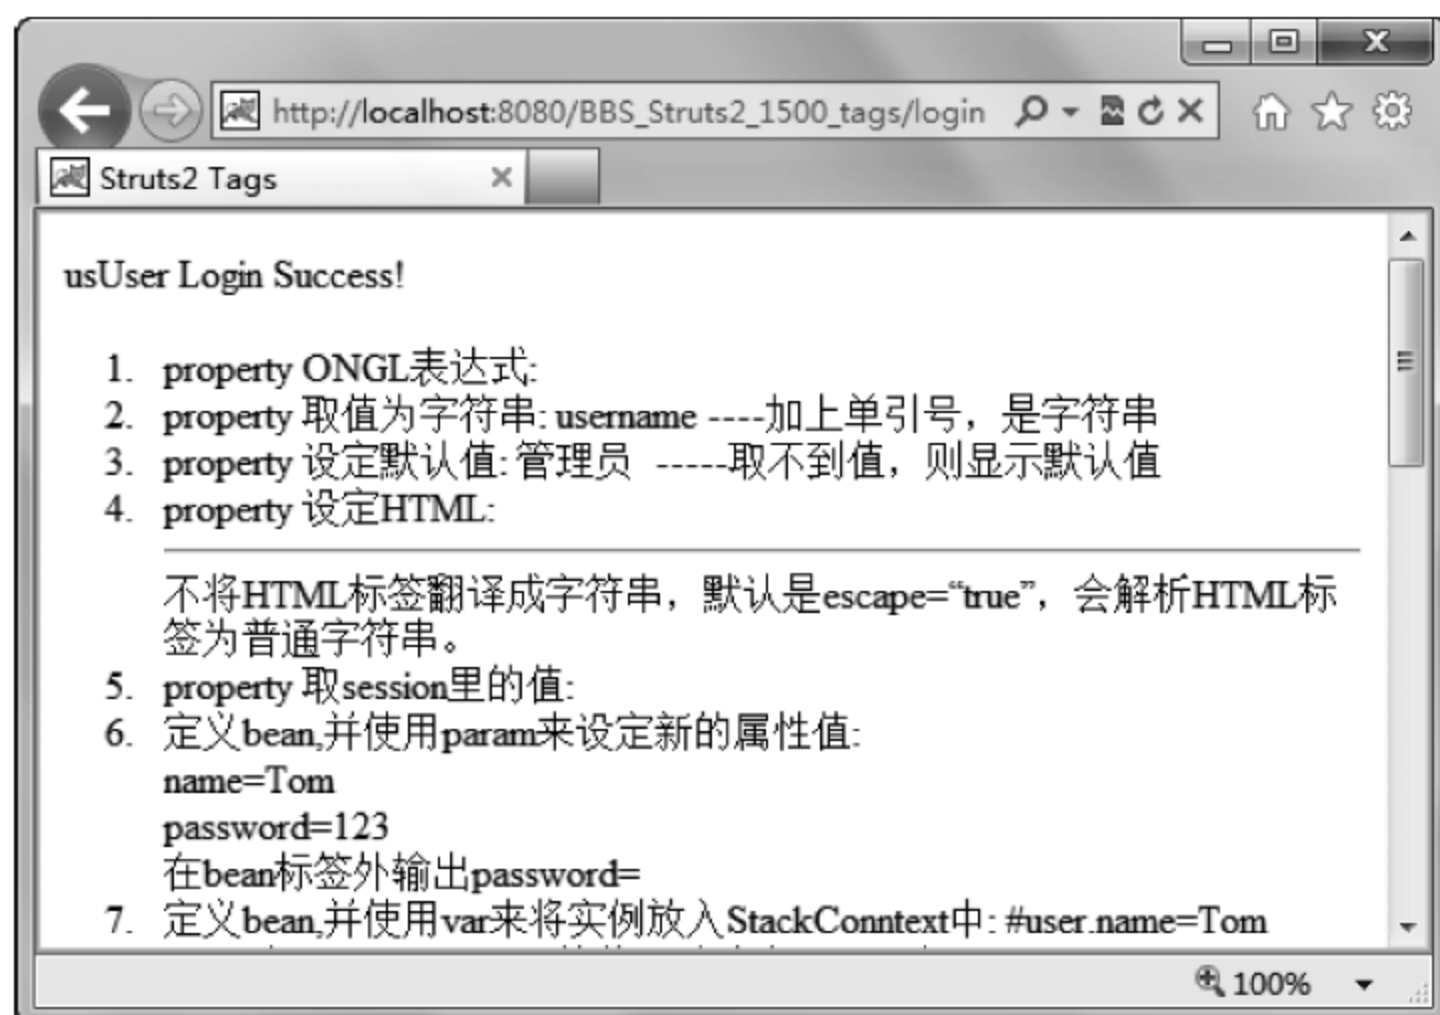 http://localhost:8080/BBS_Struts2_1500_tags/login
Struts2 Tags
usUser Login Success!
1. property ONGL表达式:
2. property 取值为字符串: username ----加上单引号，是字符串
3. property 设定默认值: 管理员 -----取不到值，则显示默认值
4. property 设定HTML:
不将HTML标签翻译成字符串，默认是escape=“true”，会解析HTML标
签为普通字符串。
5. property 取session里的值:
6. 定义bean,并使用param来设定新的属性值:
name=Tom
password=123
在bean标签外输出password=
7. 定义bean,并使用var来将实例放入StackConntext中: #user.name=Tom
100%